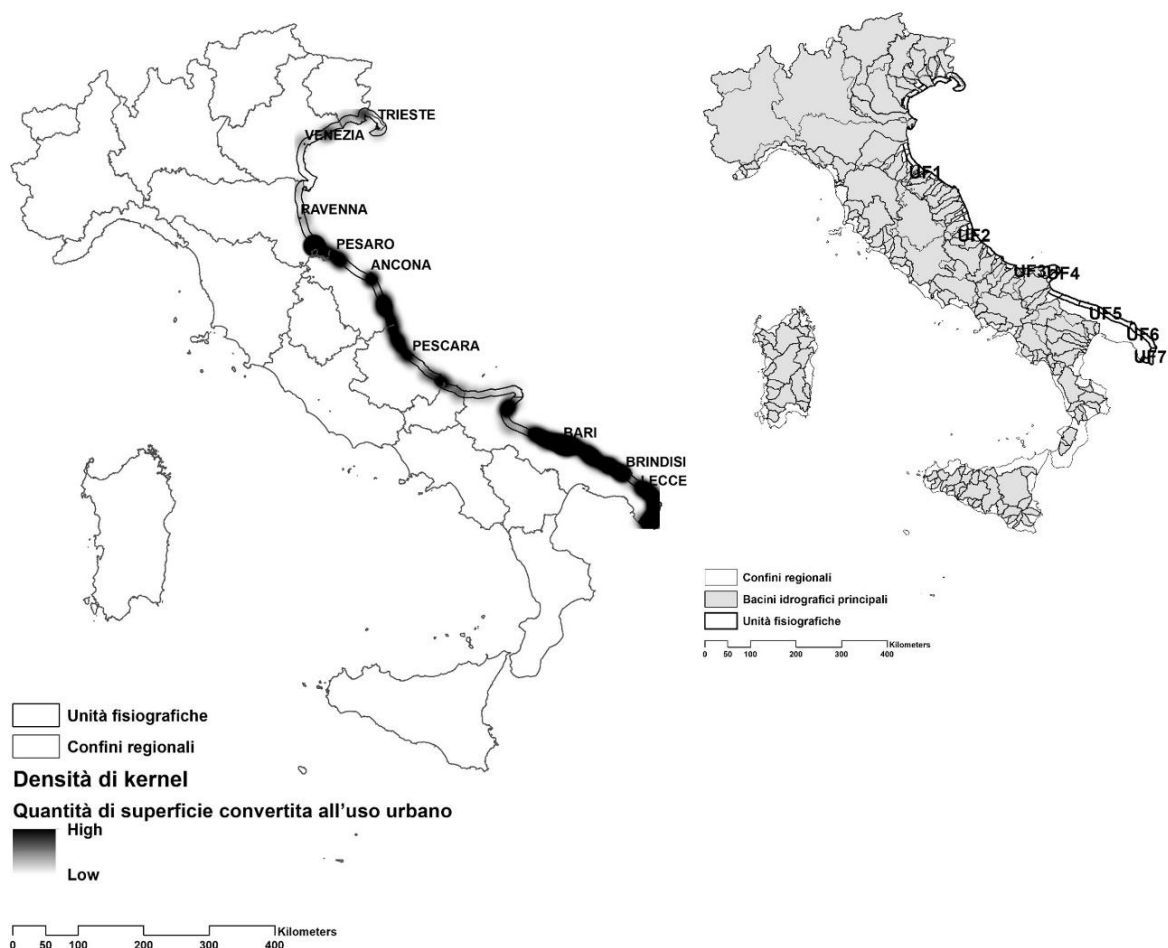 TRIESTE
VENEZIA
RAVENNA
PESARO
ANCONA
PESCARA
BARI
BRINDISI
LECCE
Unità fisiografiche
Confini regionali
Densità di kernel
Quantità di superficie convertita all'uso urbano
High
Low
Kilometers
0 50 100 200 300 400
UF1
UF2
UF3
UF4
UF5
UF6
UF7
Confini regionali
Bacini idrografici principali
Unità fisiografiche
Kilometers
0 50 100 200 300 400